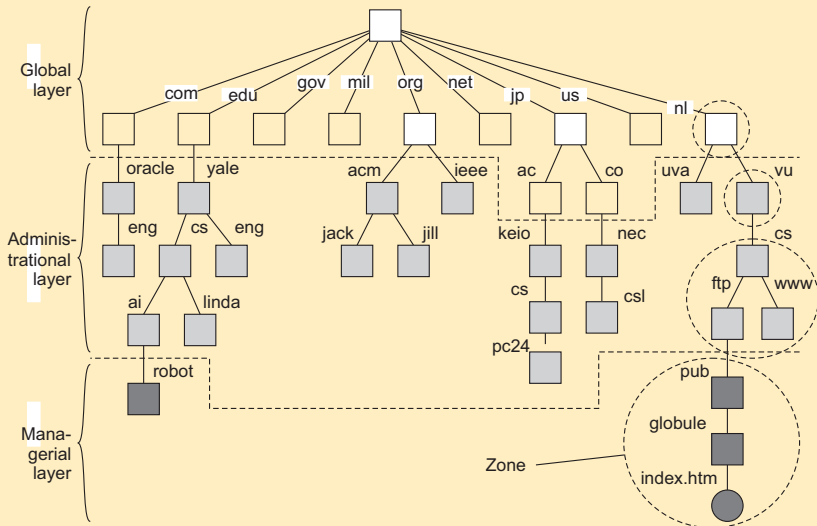 Global
layer
com
edu
gov
mil
org
net
jp
us
nl
oracle
yale
acm
ieee
ac
co
uva
vu
Adminis-
trational
layer
eng
cs
eng
jack
jill
keio
nec
cs
ai
linda
cs
csl
ftp
www
pc24
robot
pub
Mana-
gerial
layer
globule
Zone
index.htm